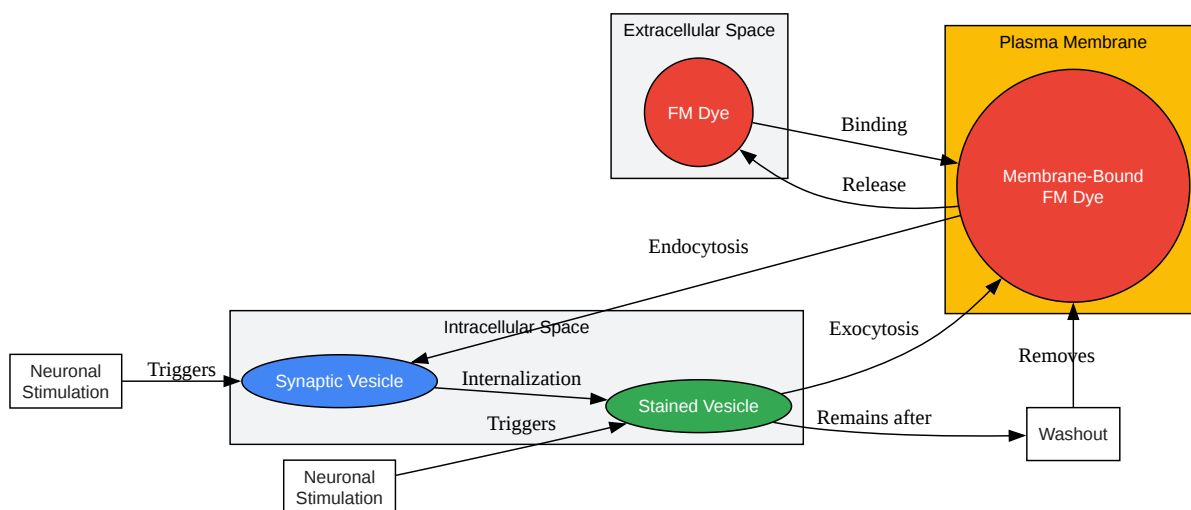 Extracellular Space
Plasma Membrane
FM Dye
Binding
Release
Membrane-Bound
FM Dye
Endocytosis
Intracellular Space
Exocytosis
Removes
Neuronal
Stimulation
Triggers
Synaptic Vesicle
Internalization
Stained Vesicle
Triggers
Remains after
Washout
Neuronal
Stimulation